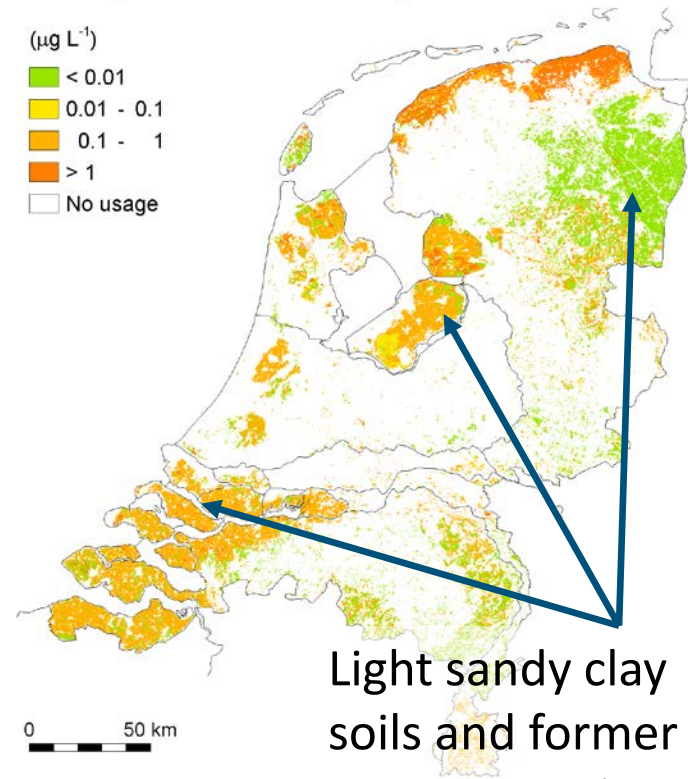 (µg L⁻¹)
< 0.01
0.01 - 0.1
0.1 - 1
> 1
No usage
Light sandy clay
soils and former
0 50 km